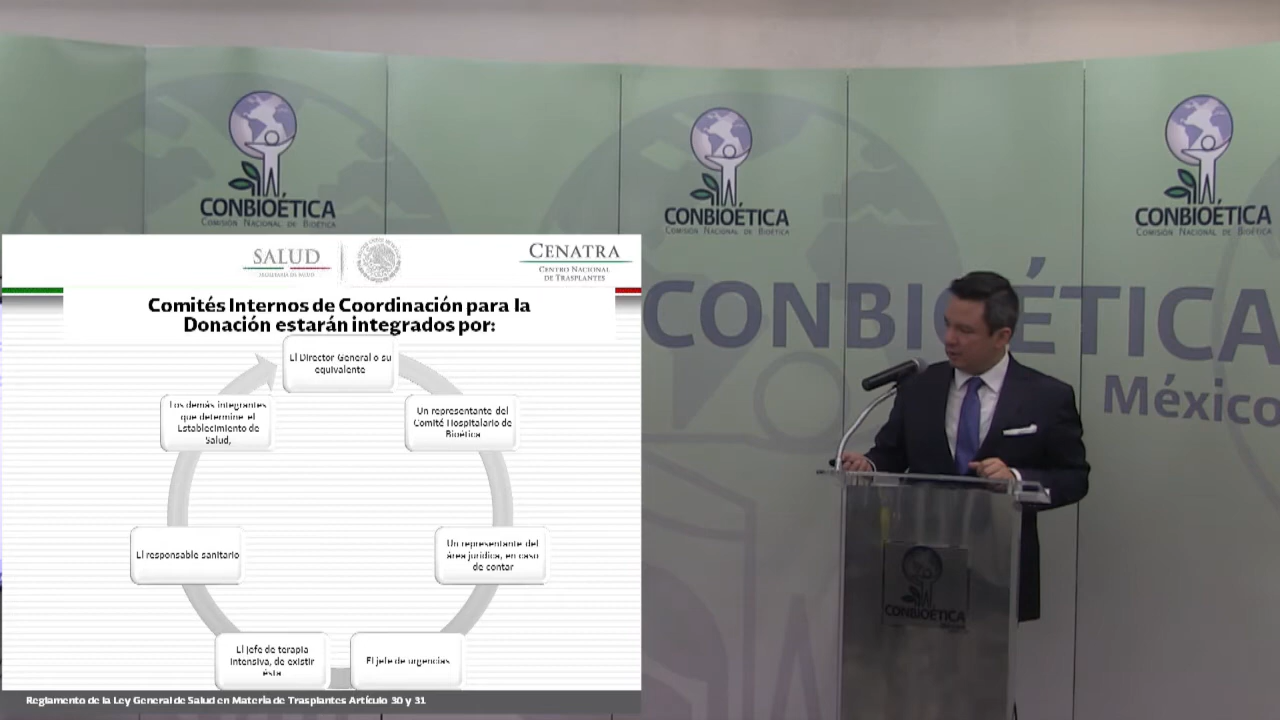 CONBIOÉTICA
COMISIÓN NACIONAL DE BIOÉTICA
CONBIOÉTICA
COMISIÓN NACIONAL DE BIOÉTICA
CONBIOÉTICA
COMISIÓN NACIONAL DE BIOÉTICA
CONBIOÉTICA
México
SALUD
SECRETARÍA DE SALUD
CENATRA
CENTRO NACIONAL
DE TRASPLANTES
Comités Internos de Coordinación para la
Donación estarán integrados por:
El Director General o su
equivalente
Un representante del
Comité Hospitalario de
Bioética
Un representante del
área jurídica, en caso
de contar
El jefe de urgencias
El jefe de terapia
intensiva, de existir
ésta
El responsable sanitario
Los demás integrantes
que determine el
Establecimiento de
Salud,
Reglamento de la Ley General de Salud en Materia de Trasplantes Artículo 30 y 31
CONBIOÉTICA